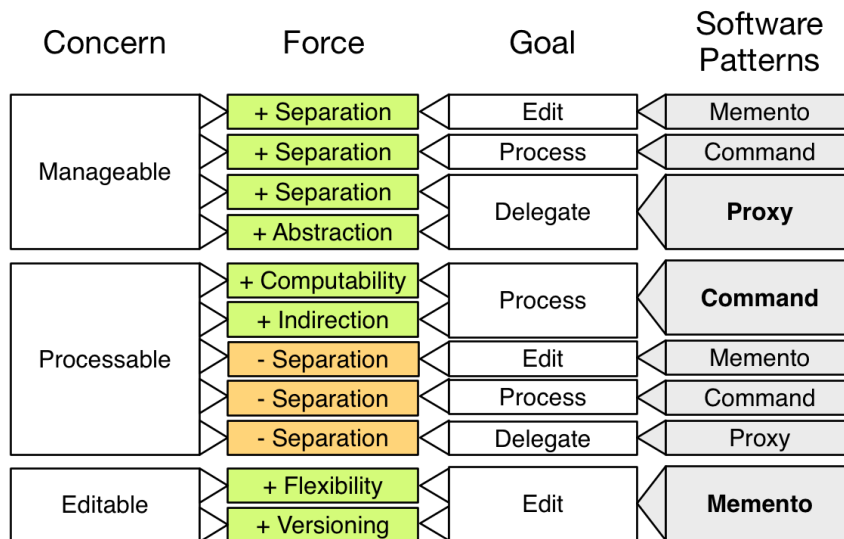 Concern Force Goal Software Patterns
Manageable
+ Separation Edit Memento
+ Separation Process Command
+ Separation
+ Abstraction
Delegate Proxy
Processable
+ Computability
+ Indirection
Process Command
- Separation Edit Memento
- Separation Process Command
- Separation Delegate Proxy
Editable
+ Flexibility
+ Versioning
Edit Memento